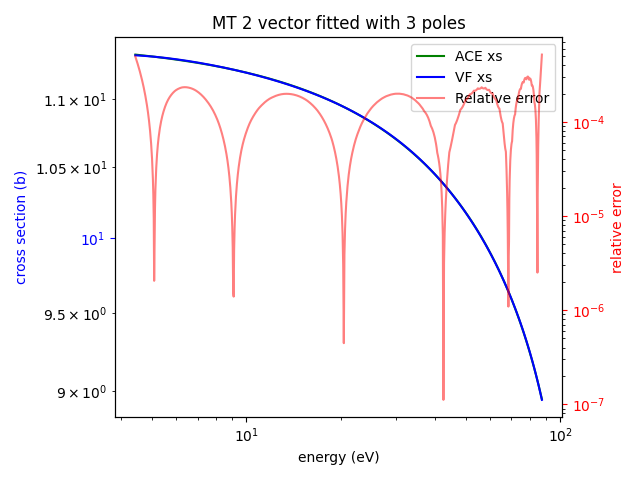 MT 2 vector fitted with 3 poles
ACE xs
VF xs
Relative error
1.1 × 10¹
1.05 × 10¹
10¹
9.5 × 10⁰
9 × 10⁰
cross section (b)
10⁻⁴
10⁻⁵
10⁻⁶
10⁻⁷
relative error
10¹
10²
energy (eV)